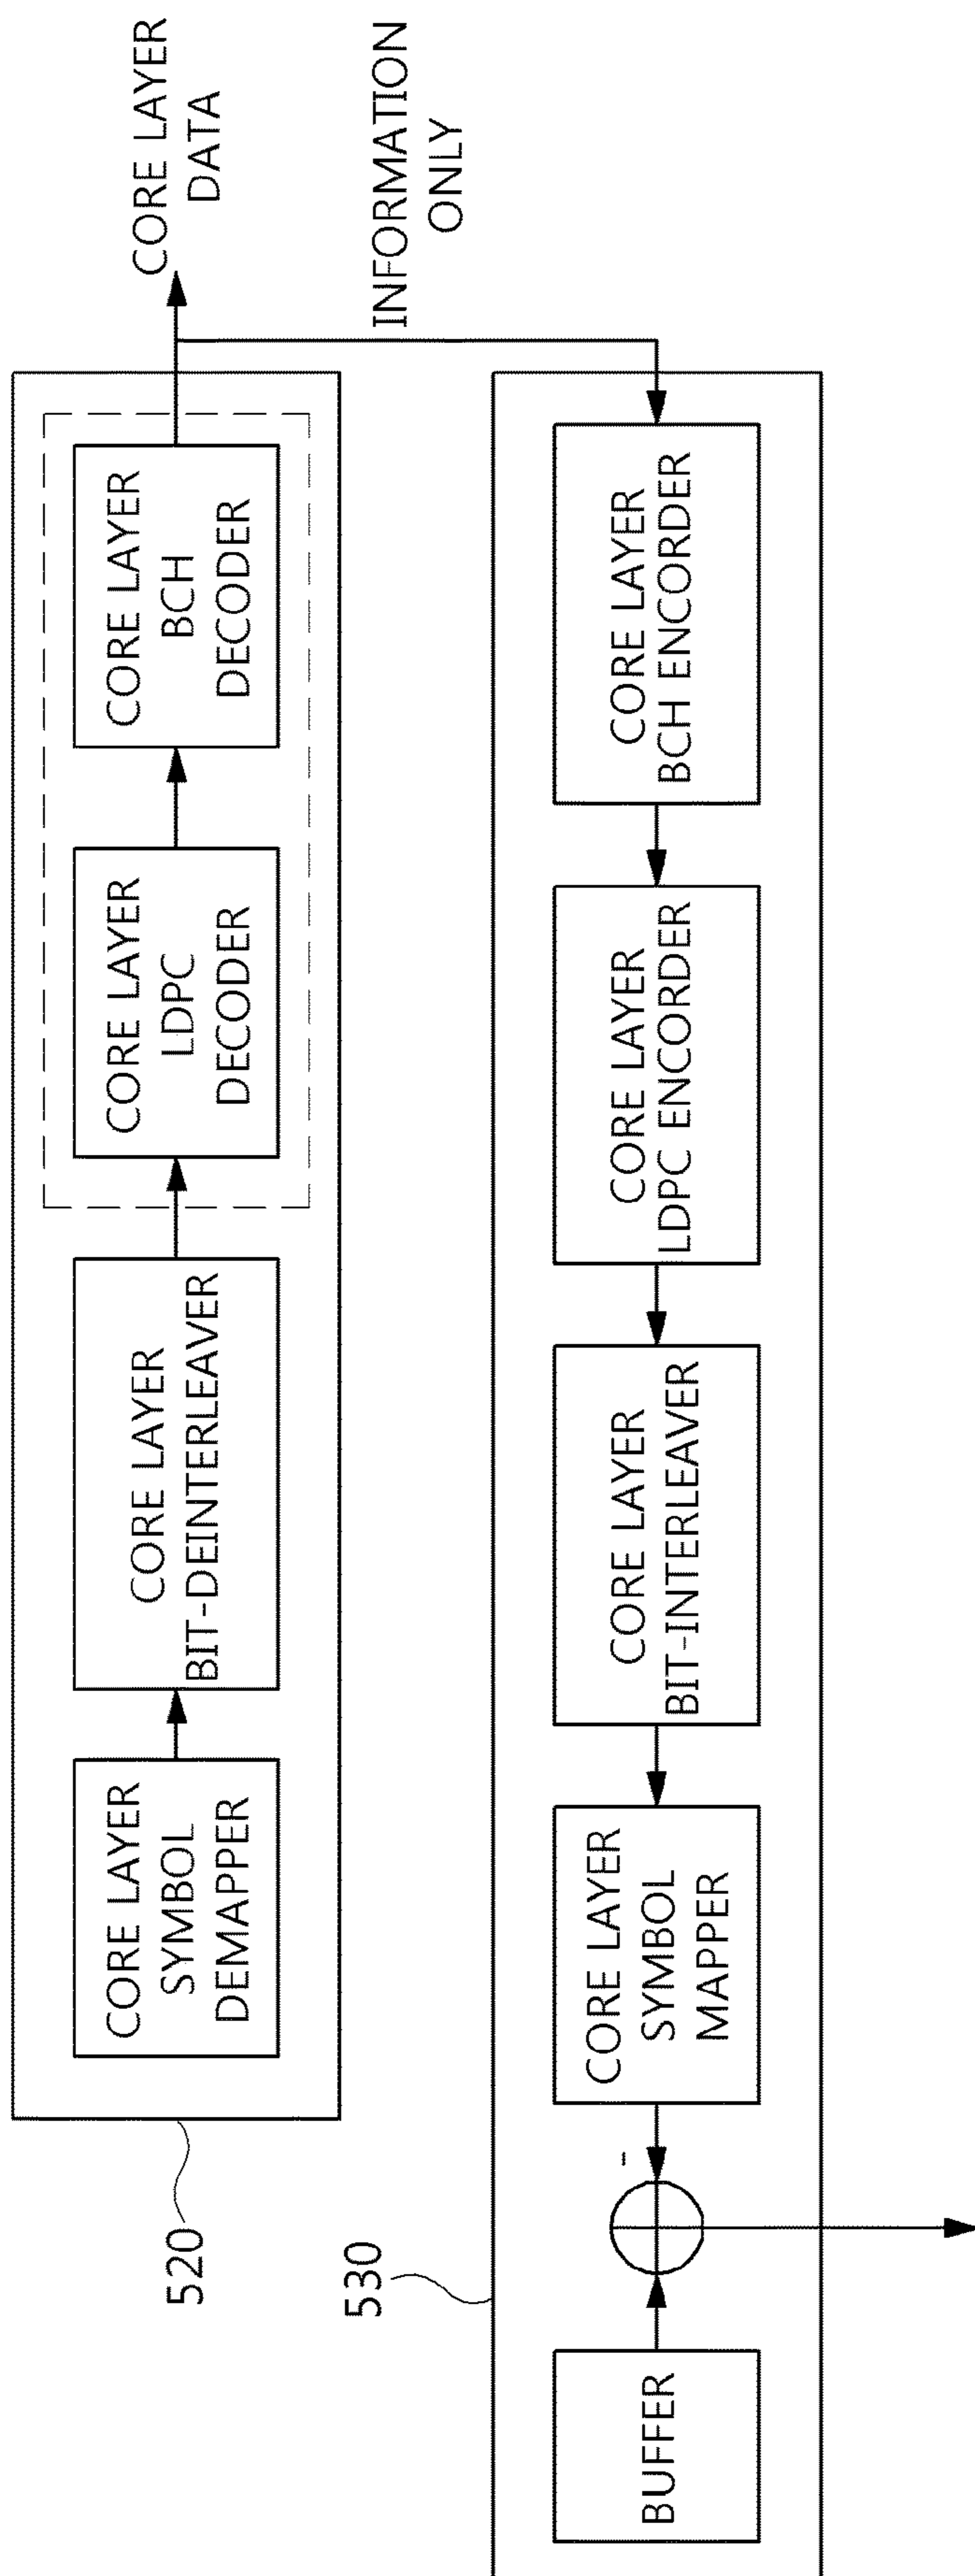 520
CORE LAYER
SYMBOL
DEMAPPER
CORE LAYER
BIT-DEINTERLEAVER
CORE LAYER
LDPC
DECODER
CORE LAYER
BCH
DECODER
CORE LAYER
DATA
INFORMATION
ONLY
530
BUFFER
-
CORE LAYER
SYMBOL
MAPPER
CORE LAYER
BIT-INTERLEAVER
CORE LAYER
LDPC ENCORDER
CORE LAYER
BCH ENCORDER